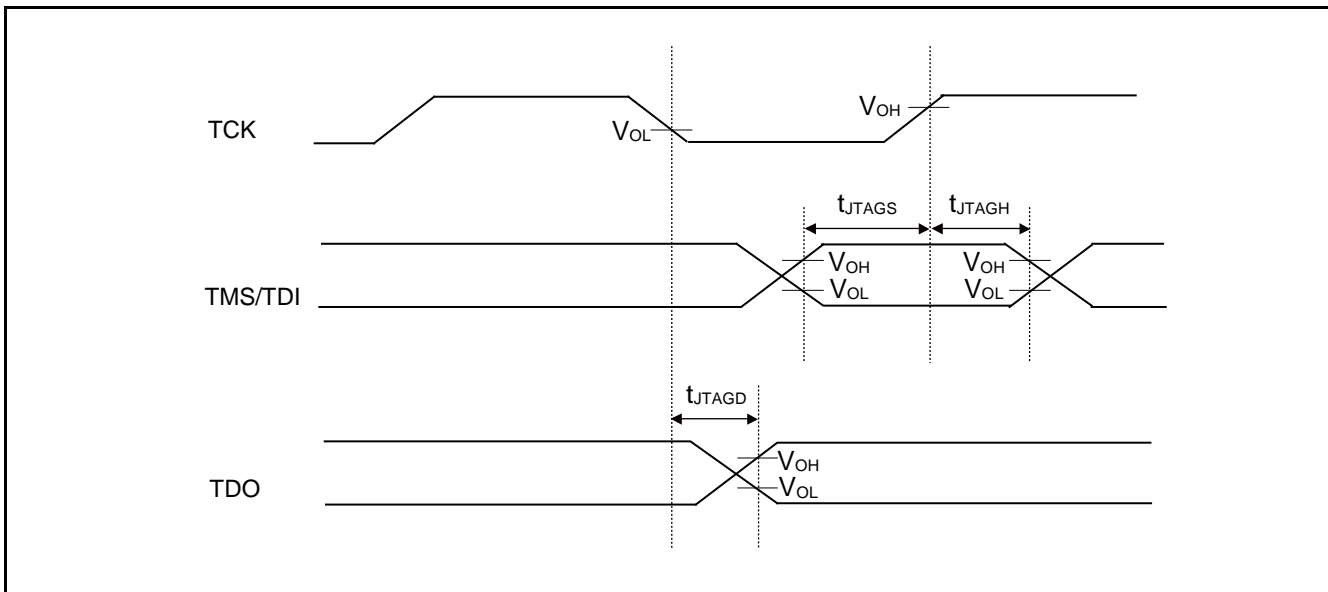 TCK
VOL
VOH
tJTAGS
tJTAGH
TMS/TDI
VOH
VOL
VOH
VOL
tJTAGD
TDO
VOH
VOL